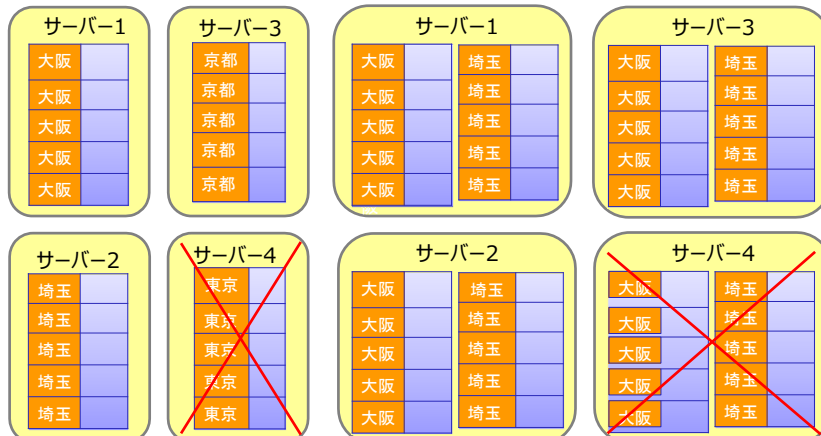 サーバー1
大阪
大阪
大阪
大阪
大阪
サーバー3
京都
京都
京都
京都
京都
サーバー1
大阪
大阪
大阪
大阪
大阪
埼玉
埼玉
埼玉
埼玉
埼玉
サーバー3
大阪
大阪
大阪
大阪
大阪
埼玉
埼玉
埼玉
埼玉
埼玉
サーバー2
埼玉
埼玉
埼玉
埼玉
埼玉
サーバー4
東京
東京
東京
東京
東京
サーバー2
大阪
大阪
大阪
大阪
大阪
埼玉
埼玉
埼玉
埼玉
埼玉
サーバー4
大阪
大阪
大阪
大阪
大阪
埼玉
埼玉
埼玉
埼玉
埼玉